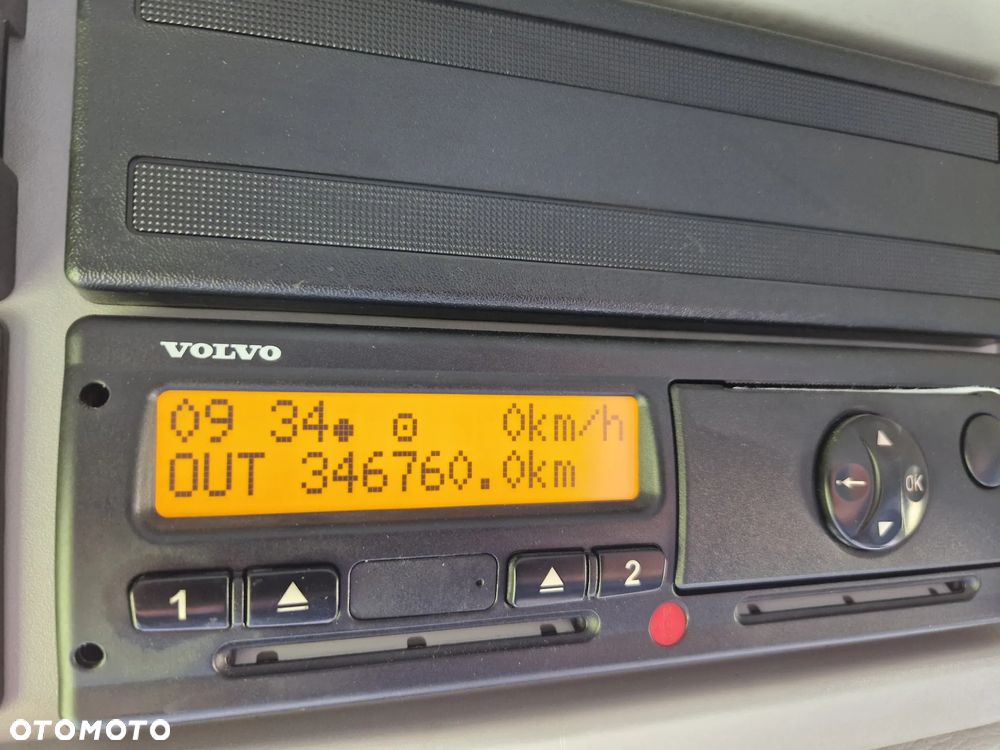 VOLVO
09 34 0km/h
OUT 346760.0km
OK
1 2
OTOMOTO